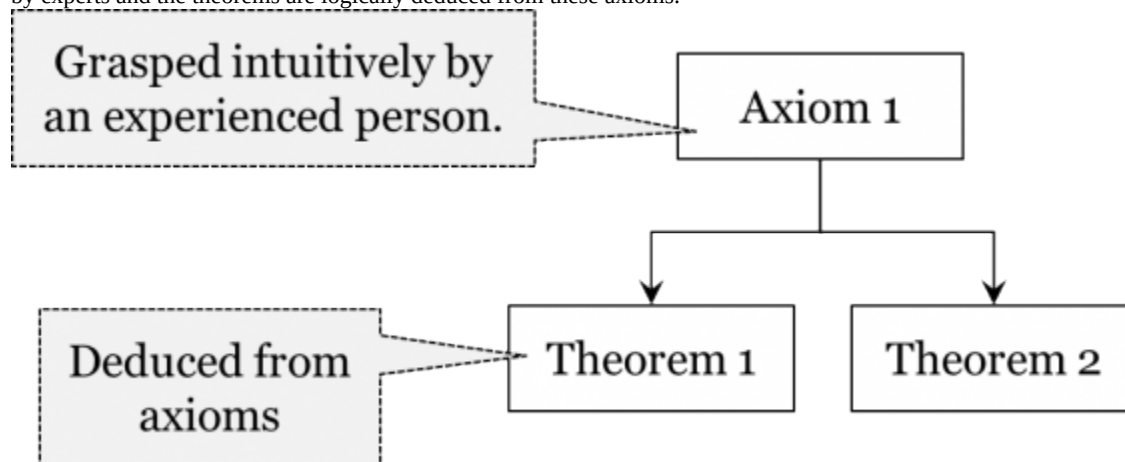 by experts and the theorems are logically deduced from these axioms.
Grasped intuitively by
an experienced person.
Axiom 1
Deduced from
axioms
Theorem 1
Theorem 2